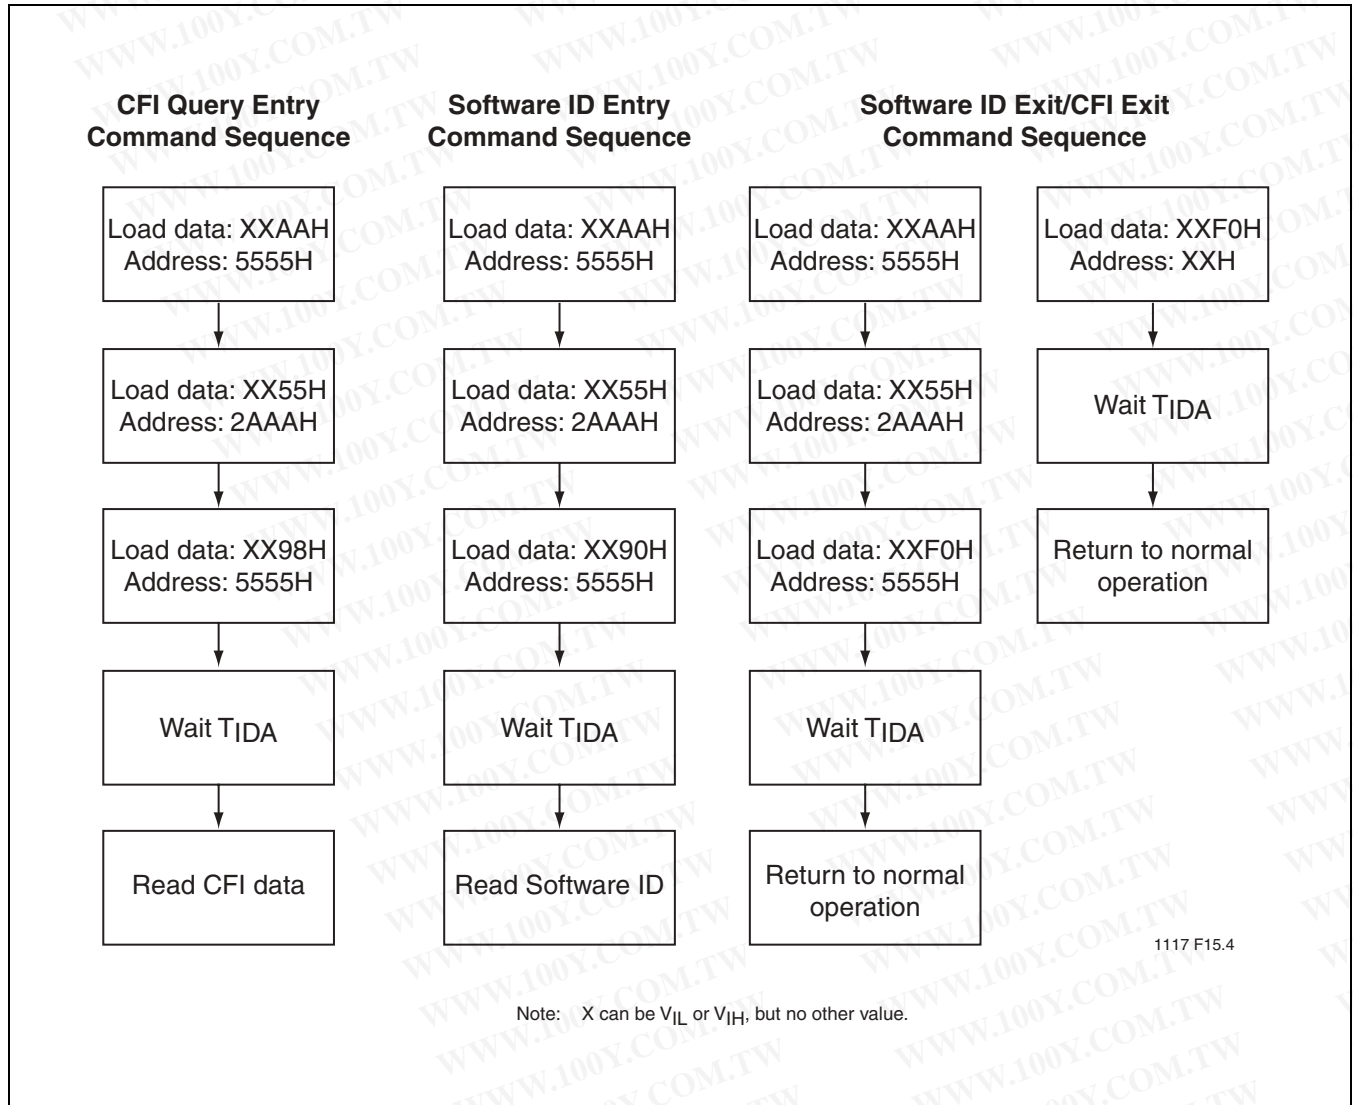 CFI Query Entry
Command Sequence
Load data: XXAAH
Address: 5555H
Load data: XX55H
Address: 2AAAH
Load data: XX98H
Address: 5555H
Wait TIDA
Read CFI data
Software ID Entry
Command Sequence
Load data: XXAAH
Address: 5555H
Load data: XX55H
Address: 2AAAH
Load data: XX90H
Address: 5555H
Wait TIDA
Read Software ID
Software ID Exit/CFI Exit
Command Sequence
Load data: XXAAH
Address: 5555H
Load data: XX55H
Address: 2AAAH
Load data: XXF0H
Address: 5555H
Wait TIDA
Return to normal
operation
Load data: XXF0H
Address: XXH
Wait TIDA
Return to normal
operation
1117 F15.4
Note: X can be VIL or VIH, but no other value.
WWW.100Y.COM.TW